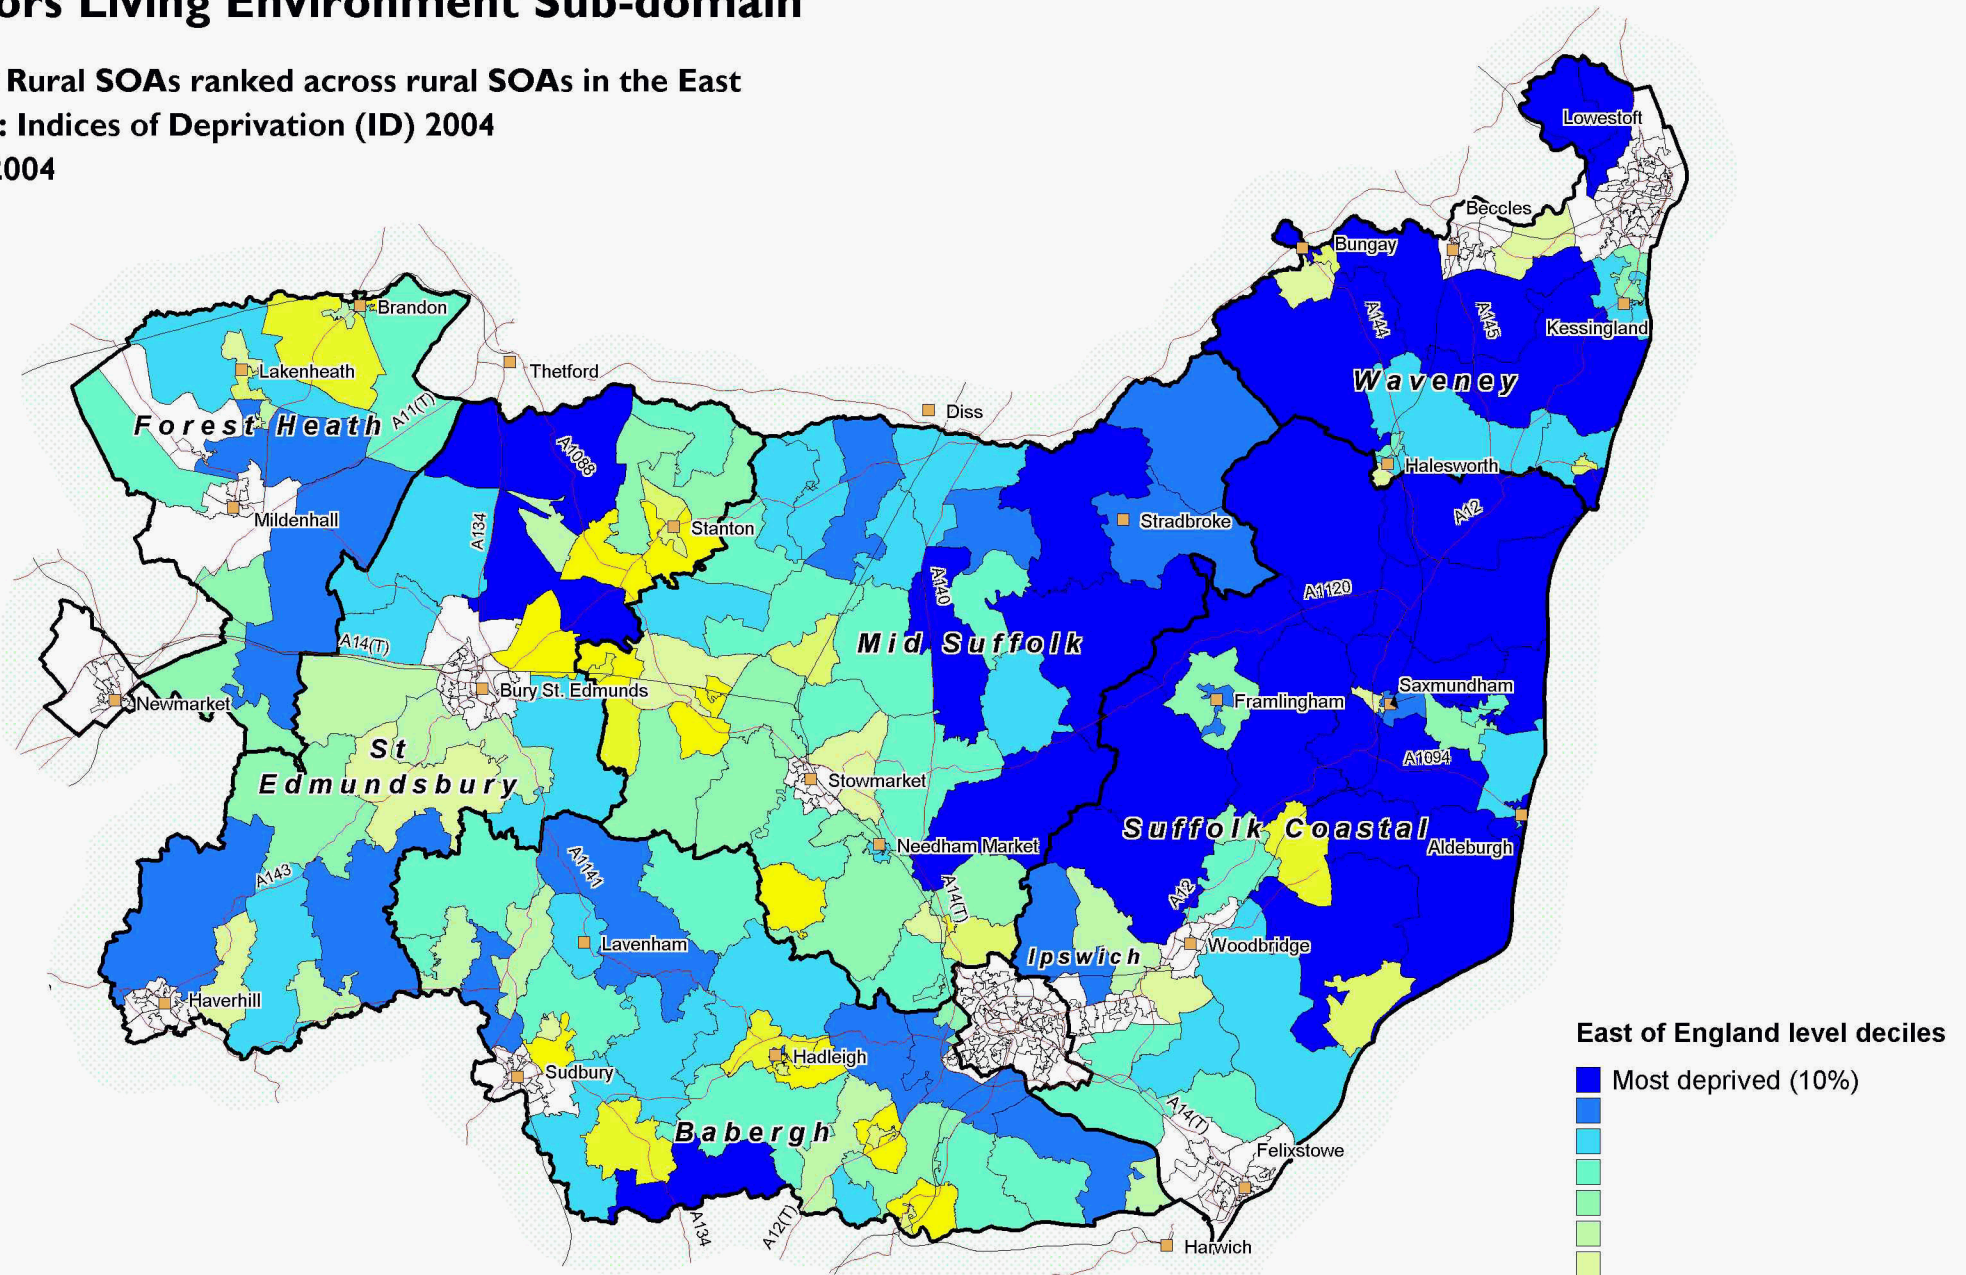 ors Living Environment Sub-domain
Rural SOAs ranked across rural SOAs in the East
: Indices of Deprivation (ID) 2004
2004
Lowestoft
Beccles
Bungay
A144
A145
Kessingland
Waveney
Brandon
Lakenheath
Thetford
Diss
Forest Heath
A11(T)
A1088
Halesworth
A12
Mildenhall
A134
Stanton
Stradbroke
A140
A1120
A14(T)
Mid Suffolk
Newmarket
Bury St. Edmunds
Framlingham
Saxmundham
St
Edmundsbury
A1094
Stowmarket
Suffolk Coastal
Aldeburgh
Needham Market
A143
A1141
A14(T)
A12
Lavenham
Ipswich
Woodbridge
Haverhill
Hadleigh
Sudbury
Babergh
A14(T)
Felixstowe
A134
A12(T)
Harwich
East of England level deciles
Most deprived (10%)